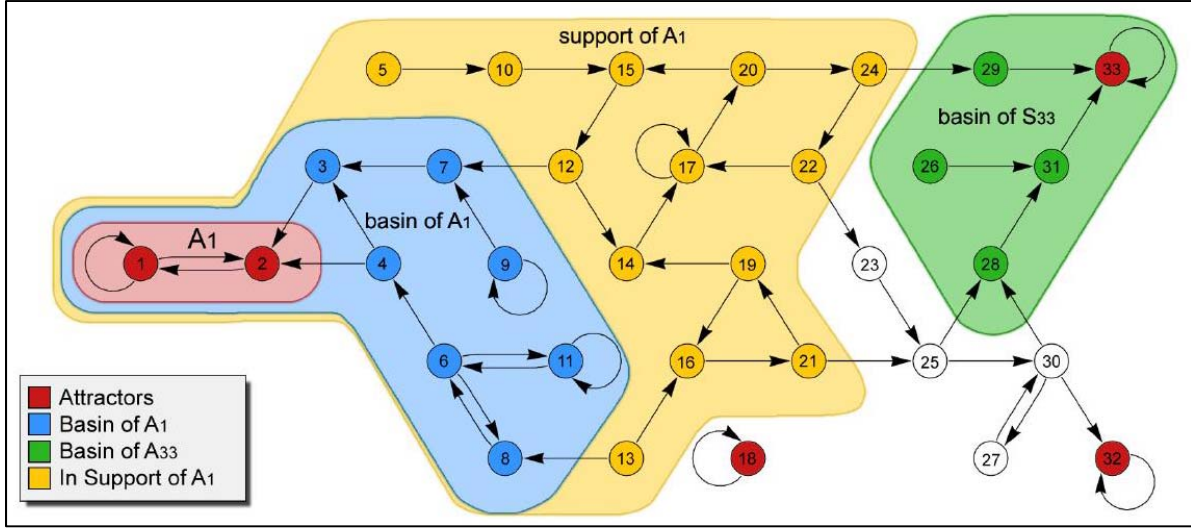 support of A1
5 10 15 20 24 29 33
basin of S33
3 7 12 17 22 26 31
basin of A1
A1
1 2 4 9 14 19 23 28
6 11 16 21 25 30
8 13 18 27 32
Attractors
Basin of A1
Basin of A33
In Support of A1